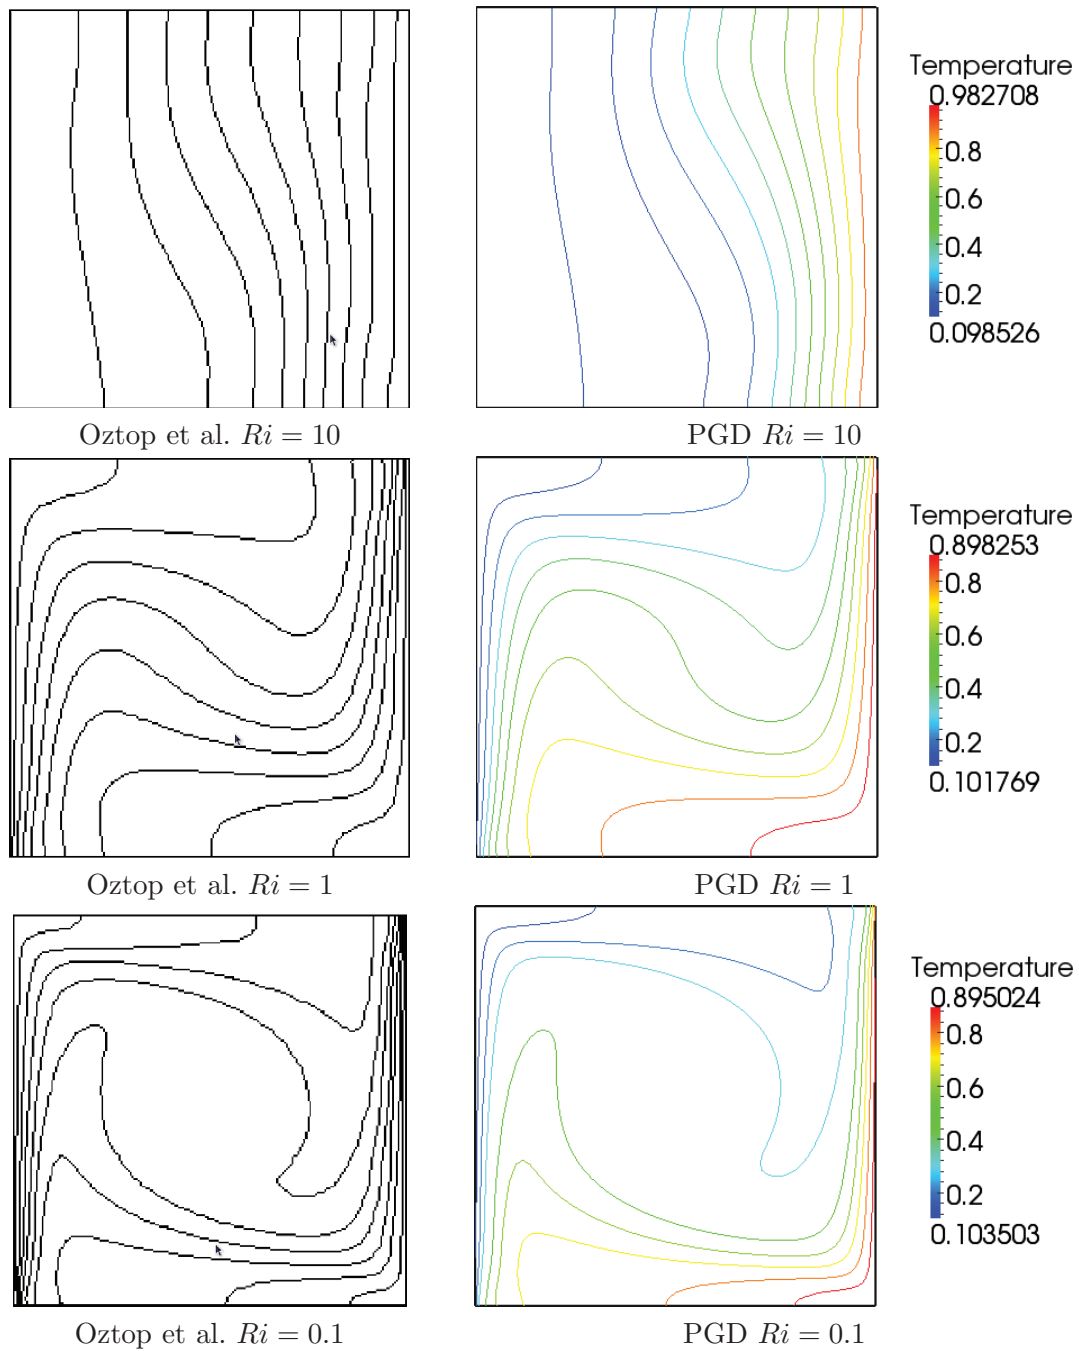 Temperature
0.982708
0.8
0.6
0.4
0.2
0.098526
Oztop et al. Ri = 10
PGD Ri = 10
Temperature
0.898253
0.8
0.6
0.4
0.2
0.101769
Oztop et al. Ri = 1
PGD Ri = 1
Temperature
0.895024
0.8
0.6
0.4
0.2
0.103503
Oztop et al. Ri = 0.1
PGD Ri = 0.1